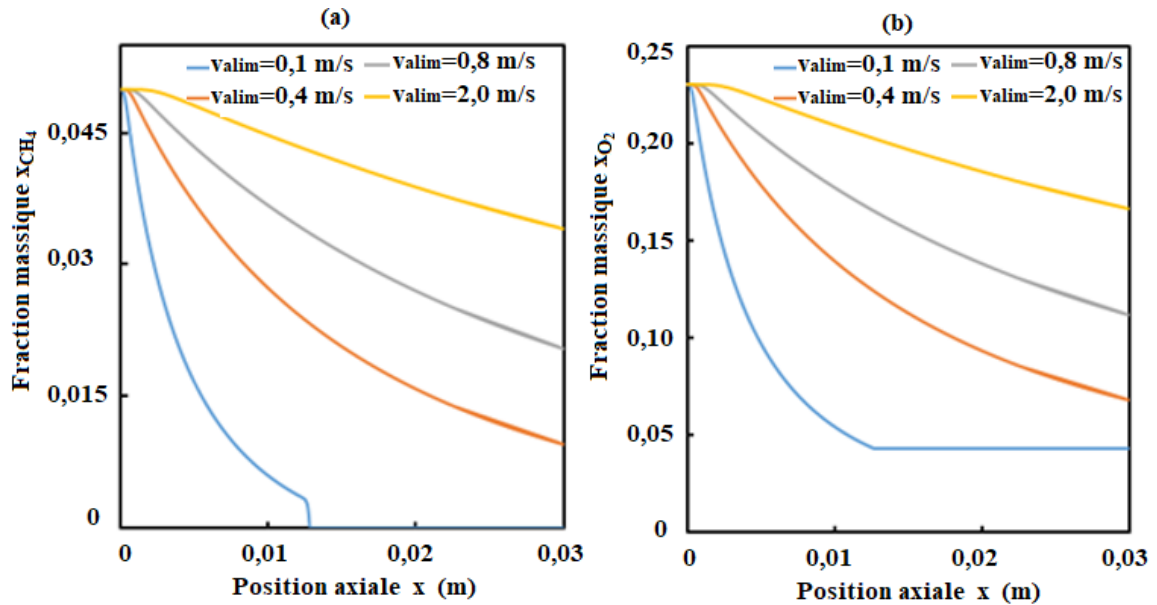 (a)
valim=0,1 m/s valim=0,8 m/s
valim=0,4 m/s valim=2,0 m/s
Fraction massique xCH4
0,045
0,03
0,015
0
0 0,01 0,02 0,03
Position axiale x (m)
(b)
valim=0,1 m/s valim=0,8 m/s
valim=0,4 m/s valim=2,0 m/s
Fraction massique xO2
0,25
0,20
0,15
0,10
0,05
0
0 0,01 0,02 0,03
Position axiale x (m)